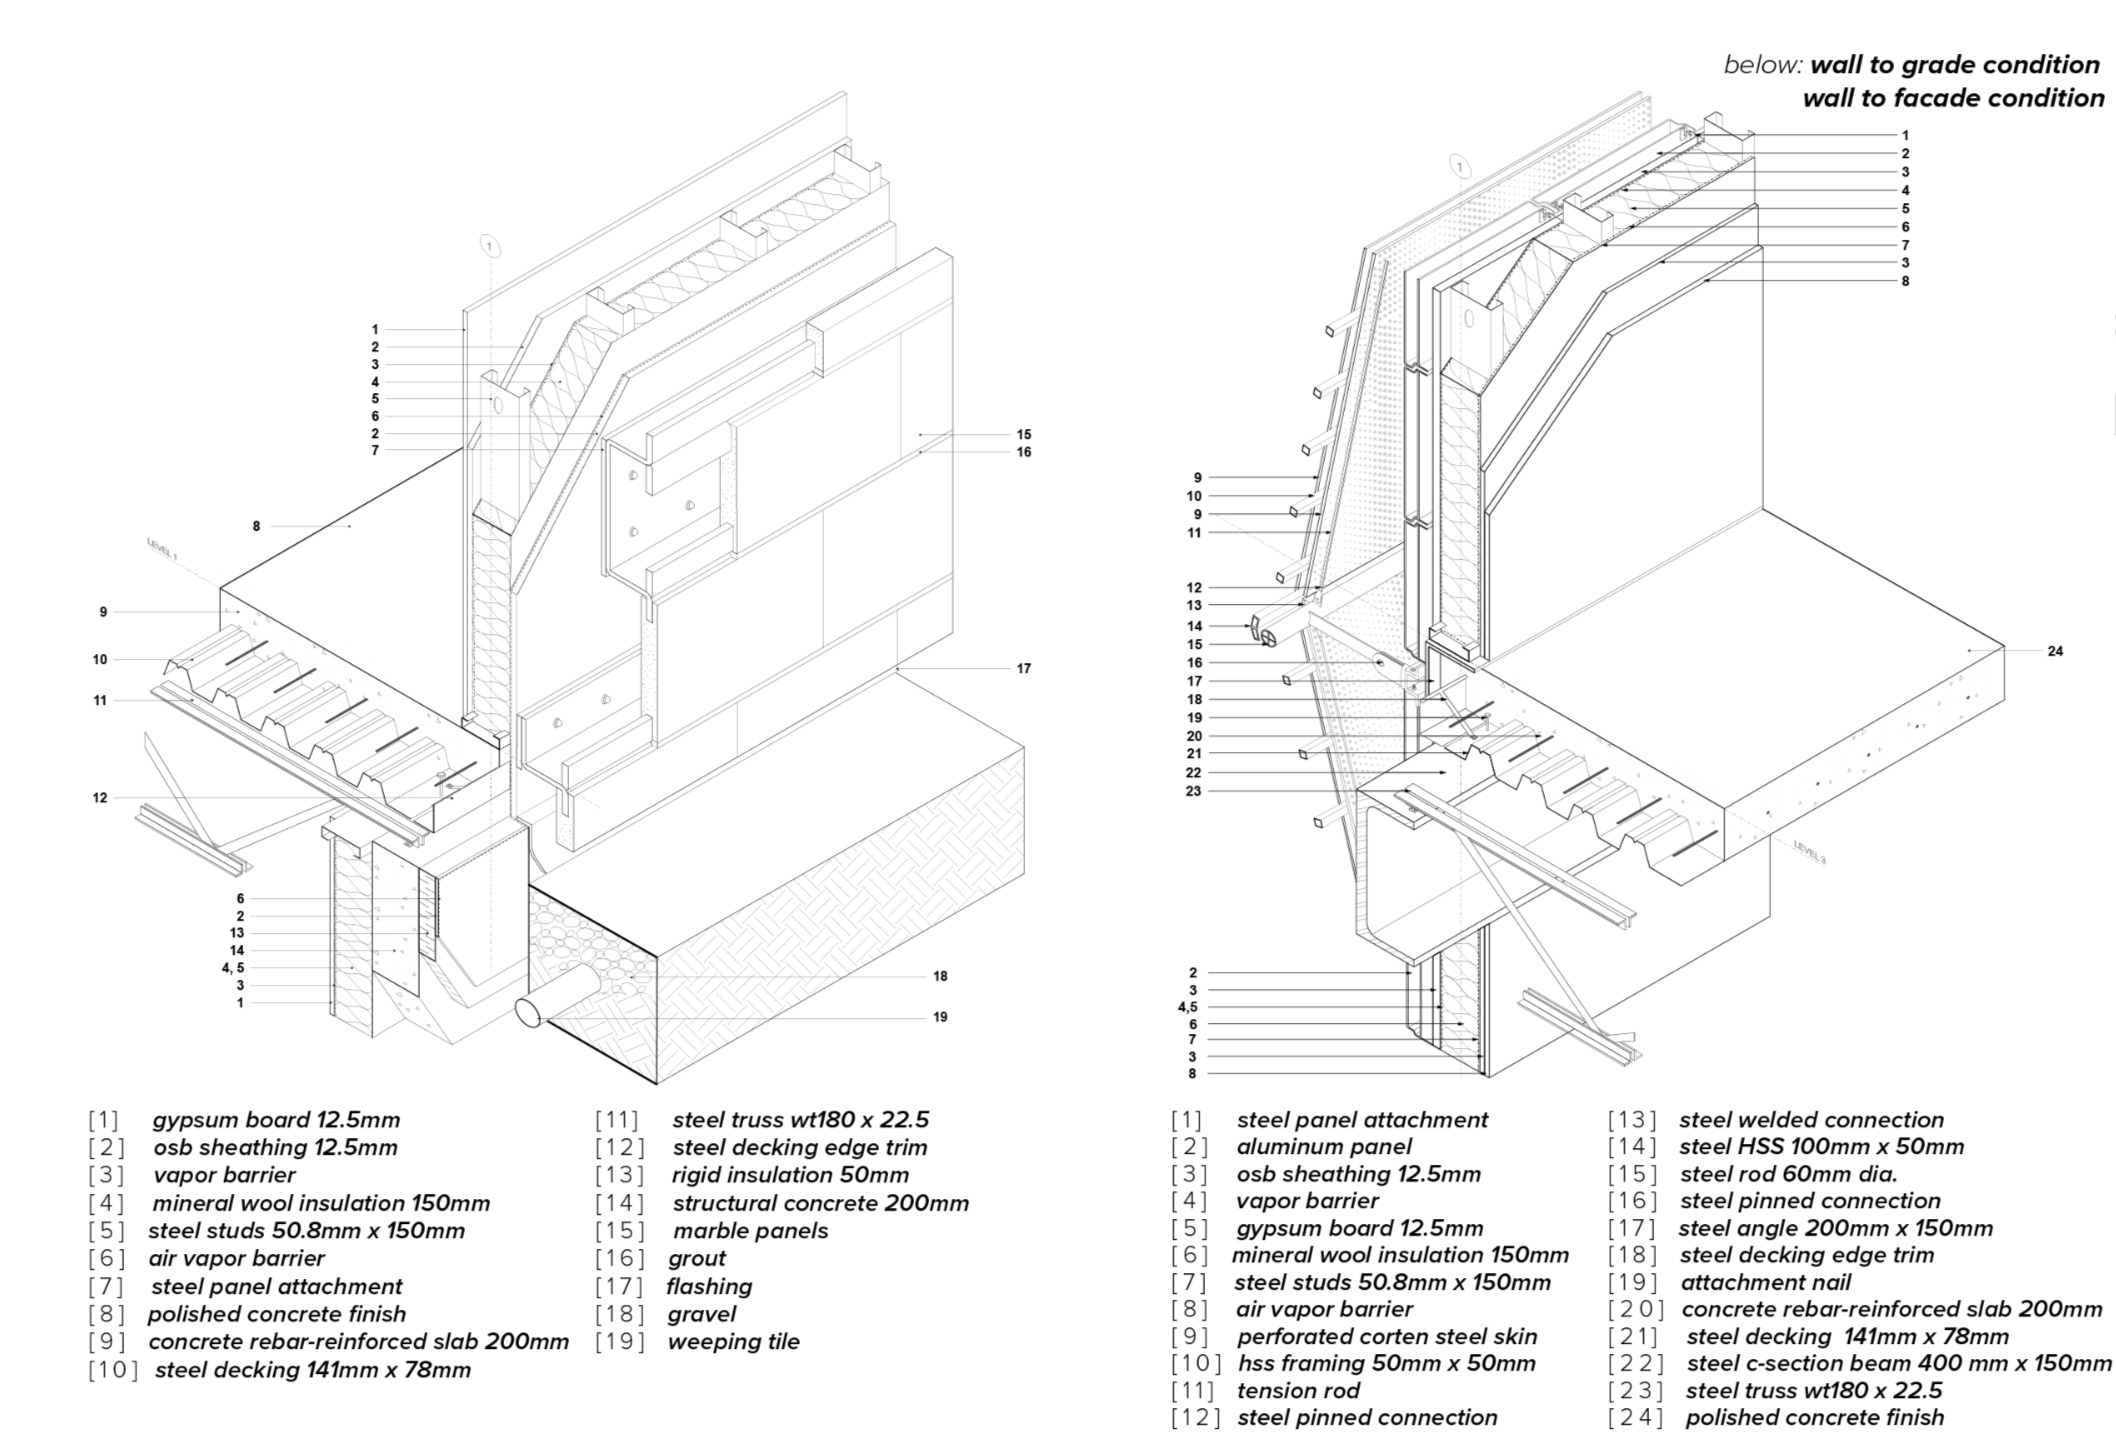 below: wall to grade condition
wall to facade condition
1
1
2
3
4
5
6
2
7
8
LEVEL 1
9
10
11
12
15
16
17
6
2
13
14
4, 5
3
1
18
19
1
1
2
3
4
5
6
7
3
8
9
10
9
11
12
13
14
15
16
17
18
19
20
21
22
23
24
LEVEL 3
2
3
4,5
6
7
3
8
[1] gypsum board 12.5mm
[2] osb sheathing 12.5mm
[3] vapor barrier
[4] mineral wool insulation 150mm
[5] steel studs 50.8mm x 150mm
[6] air vapor barrier
[7] steel panel attachment
[8] polished concrete finish
[9] concrete rebar-reinforced slab 200mm
[10] steel decking 141mm x 78mm
[11] steel truss wt180 x 22.5
[12] steel decking edge trim
[13] rigid insulation 50mm
[14] structural concrete 200mm
[15] marble panels
[16] grout
[17] flashing
[18] gravel
[19] weeping tile
[1] steel panel attachment
[2] aluminum panel
[3] osb sheathing 12.5mm
[4] vapor barrier
[5] gypsum board 12.5mm
[6] mineral wool insulation 150mm
[7] steel studs 50.8mm x 150mm
[8] air vapor barrier
[9] perforated corten steel skin
[10] hss framing 50mm x 50mm
[11] tension rod
[12] steel pinned connection
[13] steel welded connection
[14] steel HSS 100mm x 50mm
[15] steel rod 60mm dia.
[16] steel pinned connection
[17] steel angle 200mm x 150mm
[18] steel decking edge trim
[19] attachment nail
[20] concrete rebar-reinforced slab 200mm
[21] steel decking 141mm x 78mm
[22] steel c-section beam 400 mm x 150mm
[23] steel truss wt180 x 22.5
[24] polished concrete finish